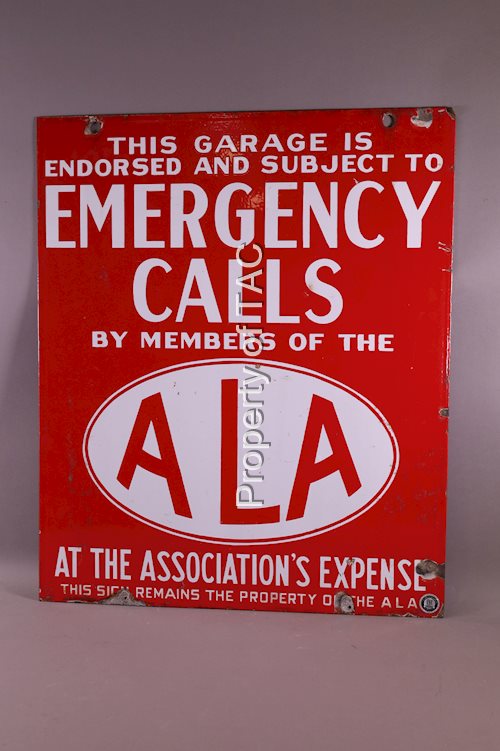 THIS GARAGE IS
ENDORSED AND SUBJECT TO
EMERGENCY
CALLS
BY MEMBERS OF THE
ALA
AT THE ASSOCIATION'S EXPENSE
THIS SIGN REMAINS THE PROPERTY OF THE ALA
Property of TAC